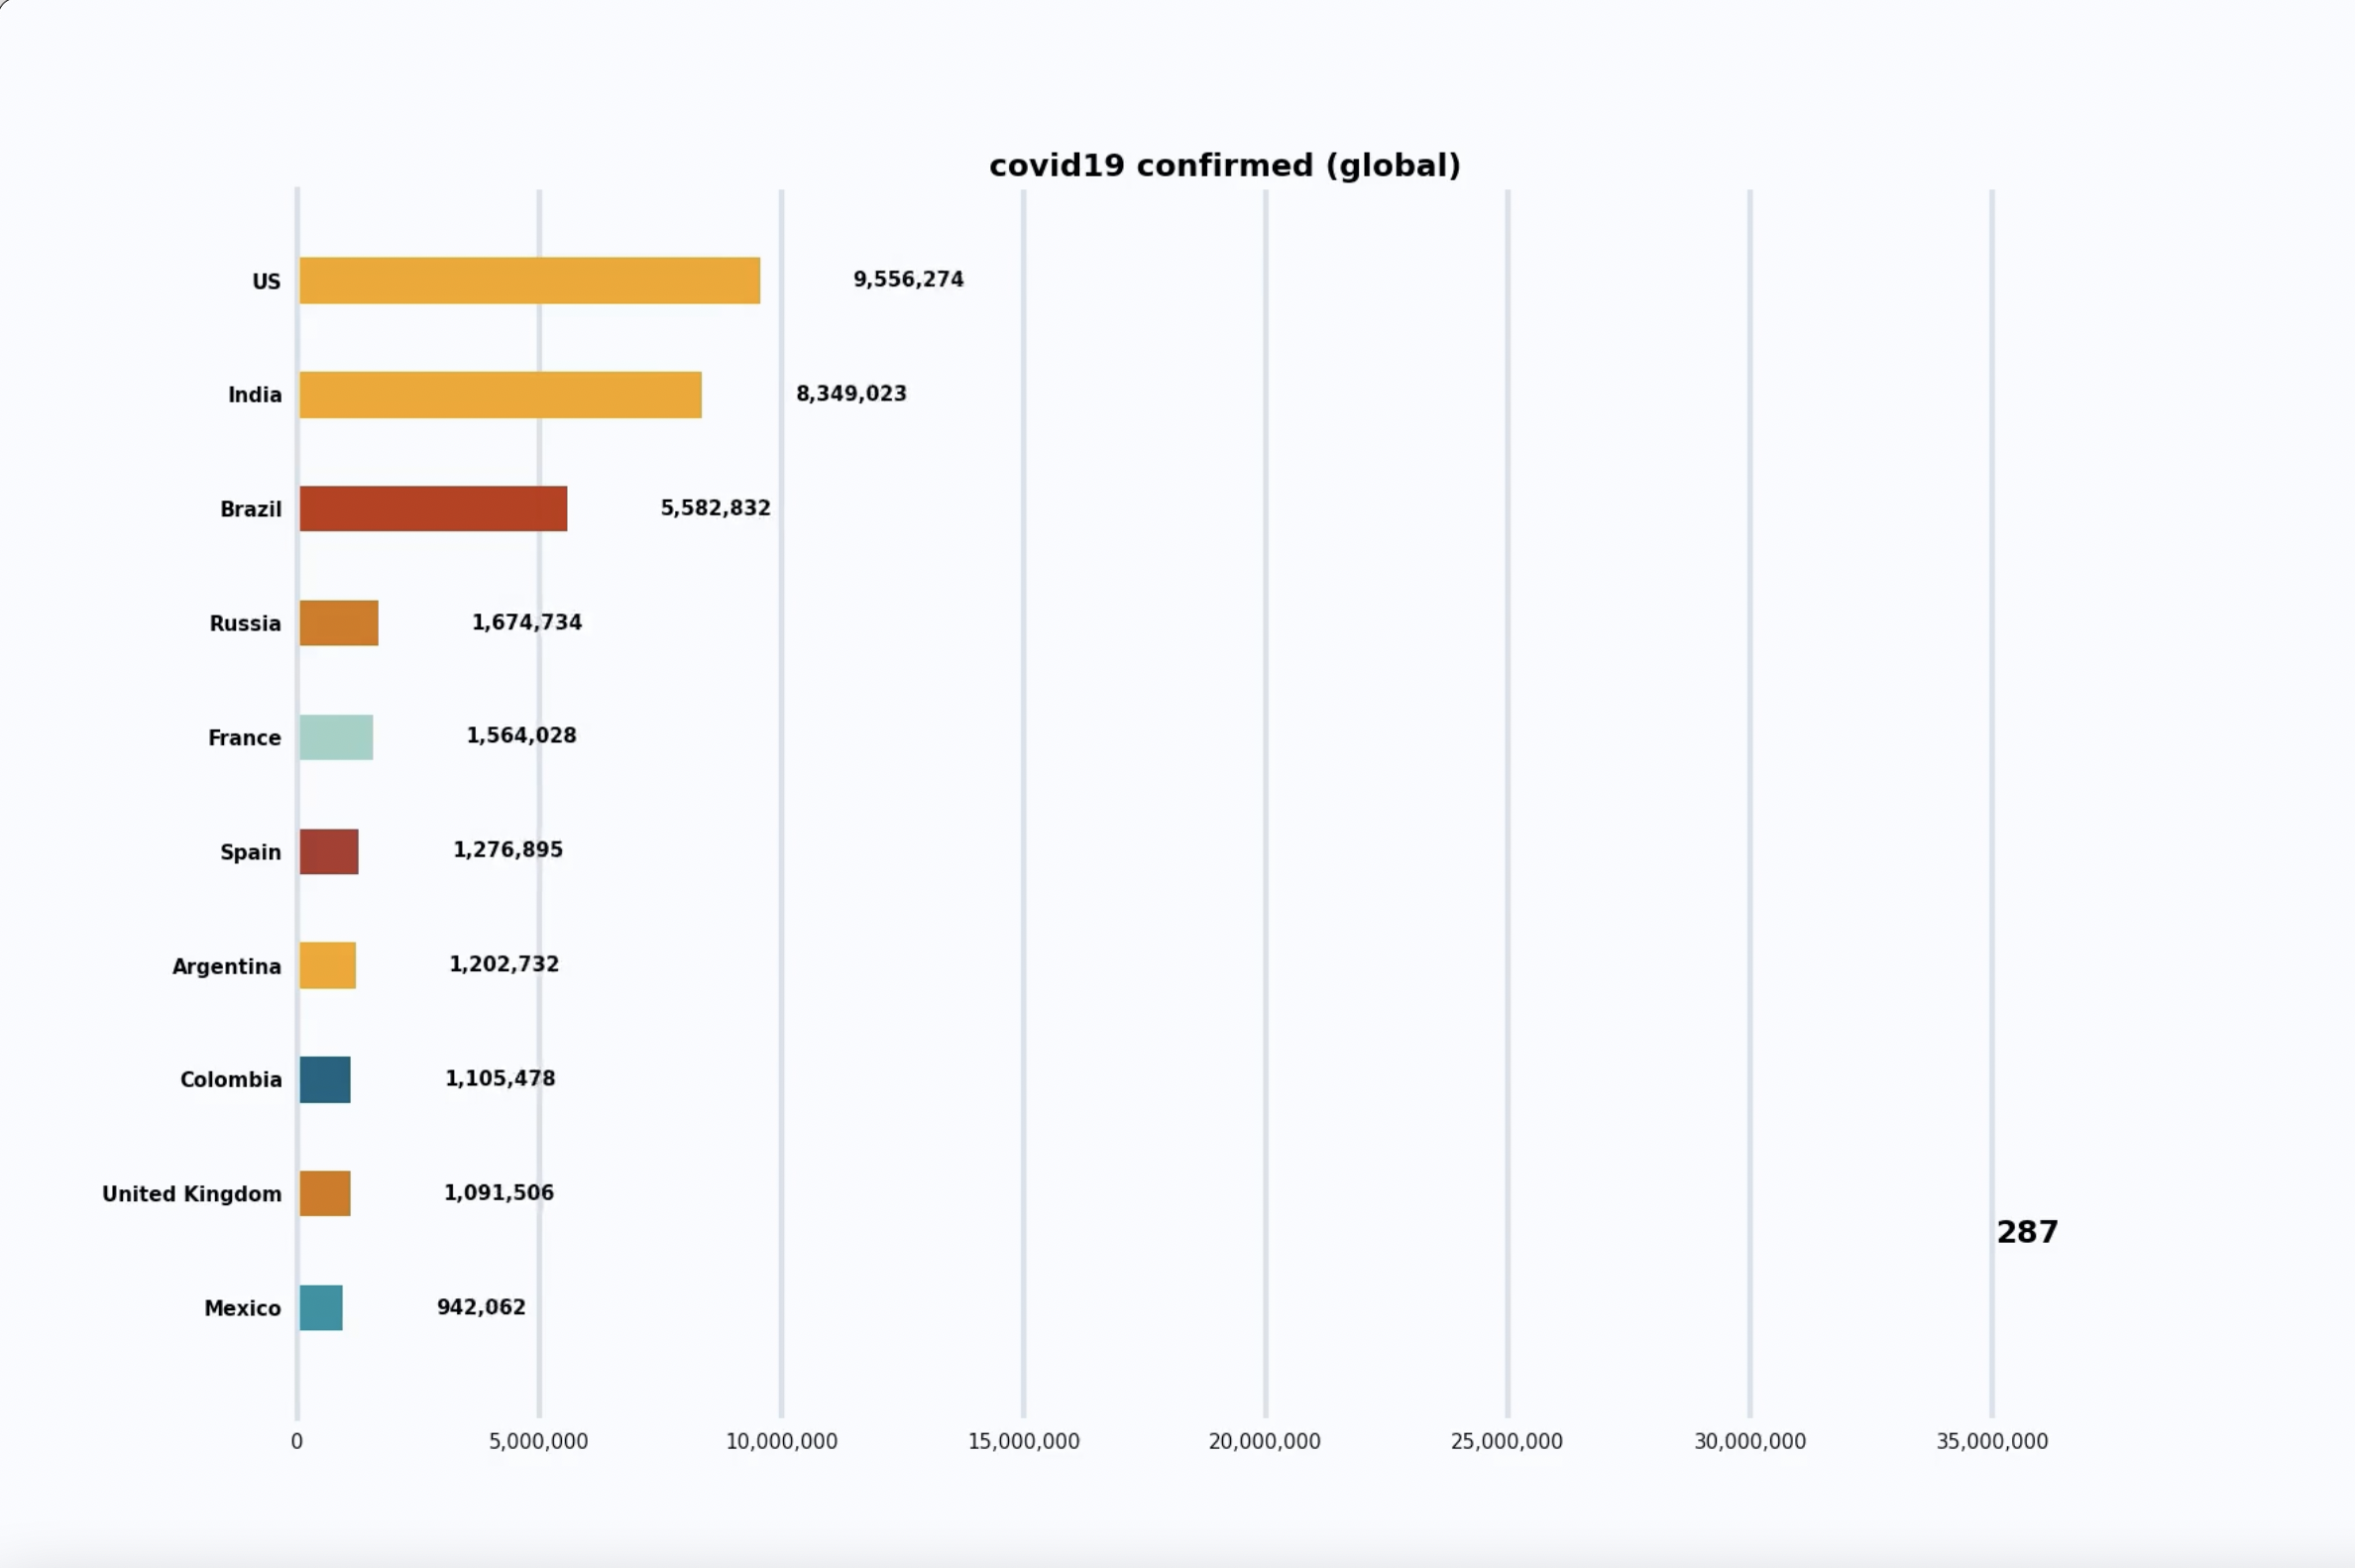 covid19 confirmed (global)
US 9,556,274
India 8,349,023
Brazil 5,582,832
Russia 1,674,734
France 1,564,028
Spain 1,276,895
Argentina 1,202,732
Colombia 1,105,478
United Kingdom 1,091,506
287
Mexico 942,062
0 5,000,000 10,000,000 15,000,000 20,000,000 25,000,000 30,000,000 35,000,000